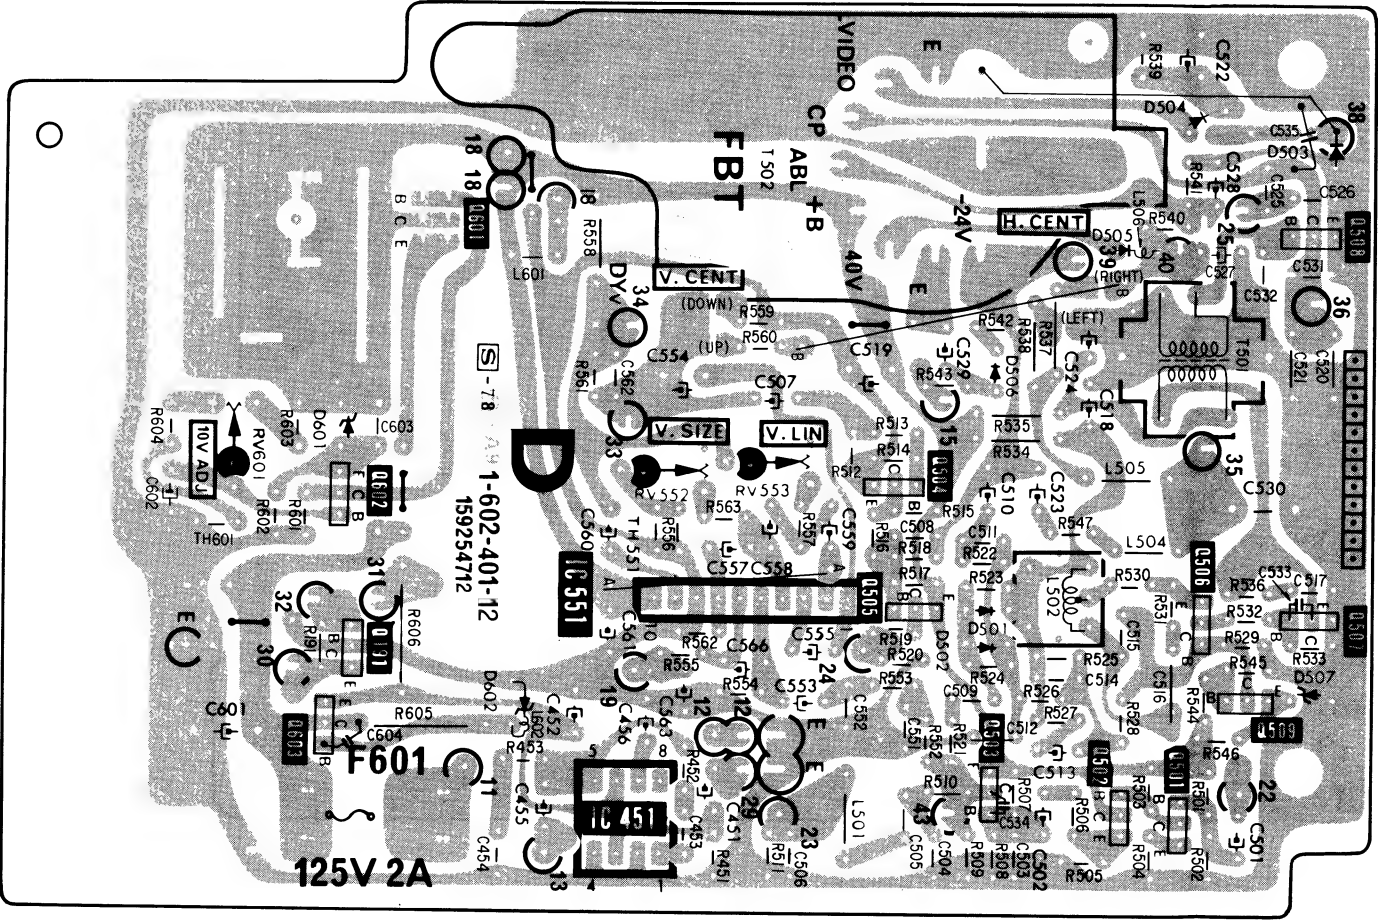 VIDEO
E
R539
C522
D504
38
C535
D503
CP
FBT
T502
ABL
+B
-24V
H. CENT
L506
R541
C528
C525
C526
R540
D505
39
(RIGHT)
40
25
C527
B
C
E
Q508
C531
C532
36
18
18
18
B
C
E
Q601
L601
R558
DYV
34
V. CENT
(DOWN)
(UP)
40V
E
R559
R560
B
C519
C554
C507
R561
C562
33
V. SIZE
V. LIN
RV552
RV553
R542
R538
R537
(LEFT)
B
C529
R543
D506
C524
C518
15
T501
C521
C520
35
C530
S
-78
D
1-602-401-12
159254712
R604
10V ADJ
RV601
R603
D601
C603
C602
R602
R601
TH601
E
C
B
Q602
R513
R514
R512
C
B
Q504
R535
R534
L505
R515
C510
C523
R547
L504
C560
TH551
R556
R563
R557
C559
R516
C508
R518
R517
C511
R522
R523
C557
C558
A
A
IC551
10
1
Q505
B
E
L502
R530
Q506
R531
E
C
B
R536
C533
C517
R532
R529
E
C
B
R533
Q507
31
32
E
30
R191
B
C
E
Q191
R606
C561
R562
R555
C566
R554
C555
24
C553
R519
R520
R553
D502
D501
R524
R525
C515
C514
R526
R545
D507
C601
Q603
E
C
B
C604
R605
F601
125V 2A
D602
L602
C452
R453
11
C455
C454
13
19
C456
C563
12
12
E
E
5
8
IC 451
4
1
R452
C451
C453
R451
29
23
R511
C506
L501
C552
C551
R552
R521
C509
Q503
C512
R527
R528
C516
R544
B
C
E
Q509
R546
R510
43
E
B
R507
C534
C513
R506
Q502
B
C
E
R503
R504
Q501
B
C
E
R501
R502
22
C501
C505
C504
R509
R508
C503
C502
R505